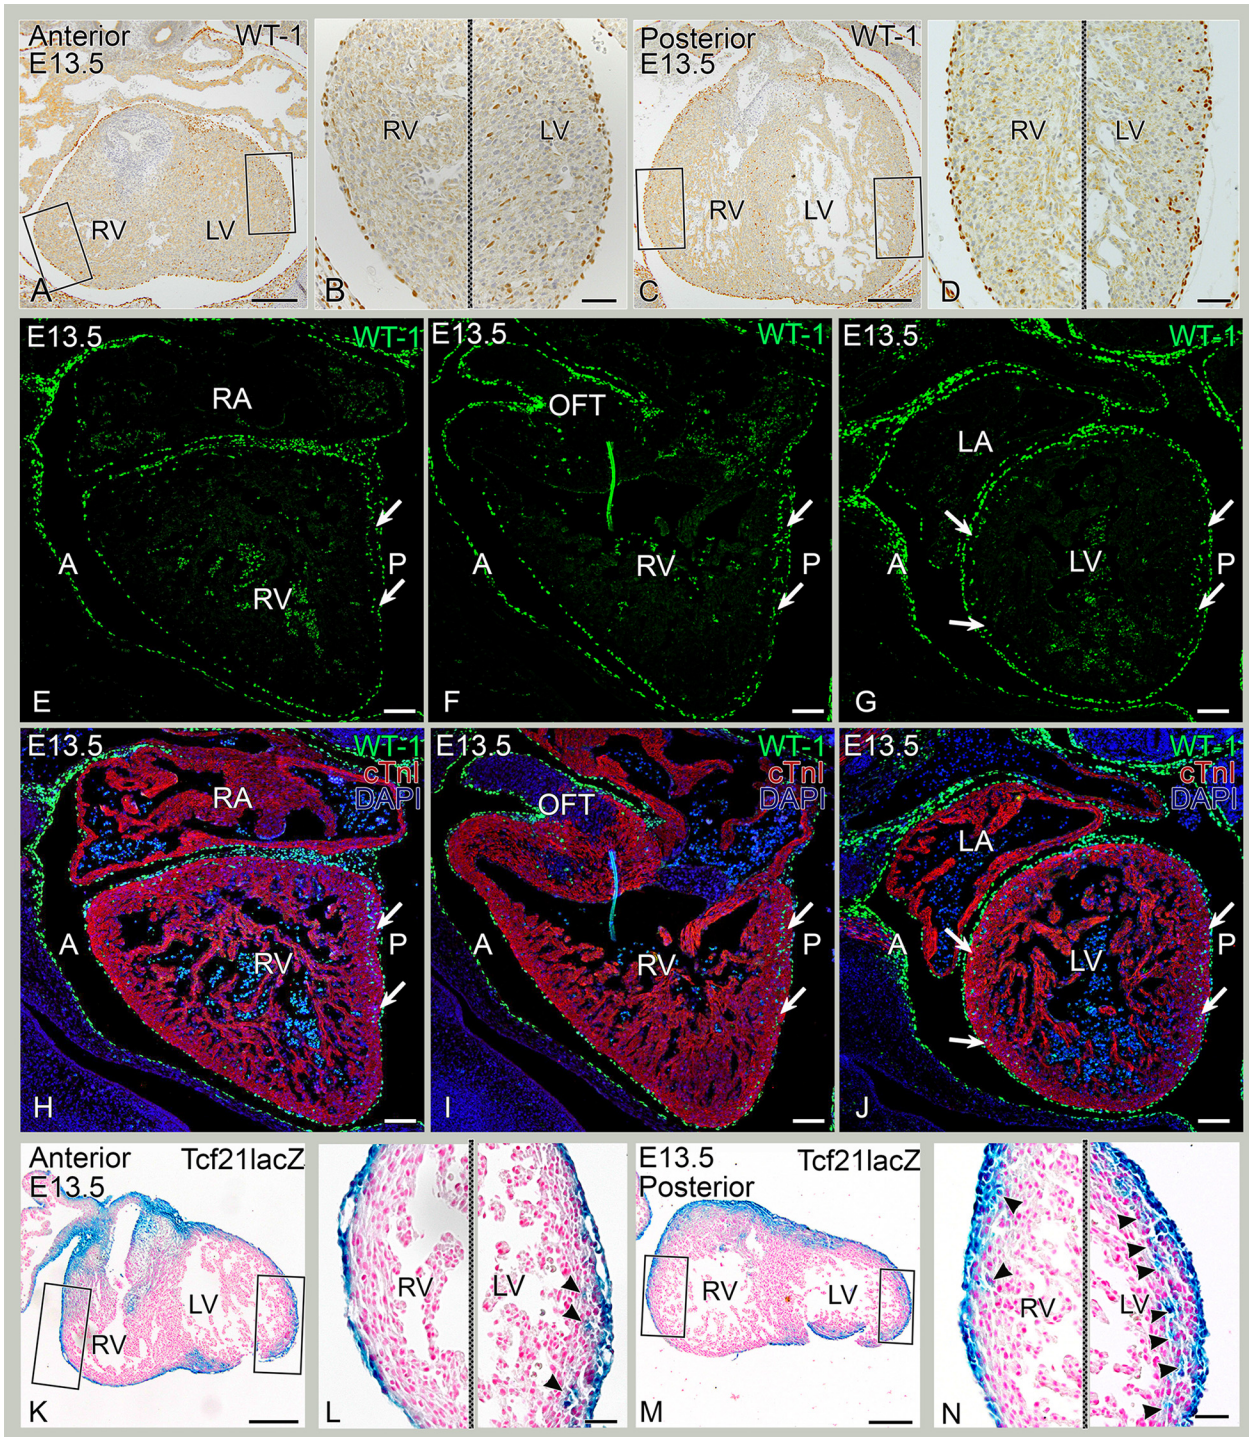 Anterior WT-1
E13.5
RV LV
A
RV LV
B
Posterior WT-1
E13.5
RV LV
C
RV LV
D
E13.5 WT-1
RA
A P
RV
E
E13.5 WT-1
OFT
A RV P
F
E13.5 WT-1
LA
A LV P
G
E13.5 WT-1
cTnI
RA DAPI
A RV P
H
E13.5 WT-1
cTnI
OFT DAPI
A RV P
I
E13.5 WT-1
cTnI
LA DAPI
A LV P
J
Anterior Tcf21lacZ
E13.5
LV
RV
K
RV LV
L
E13.5 Tcf21lacZ
Posterior
RV LV
M
RV LV
N